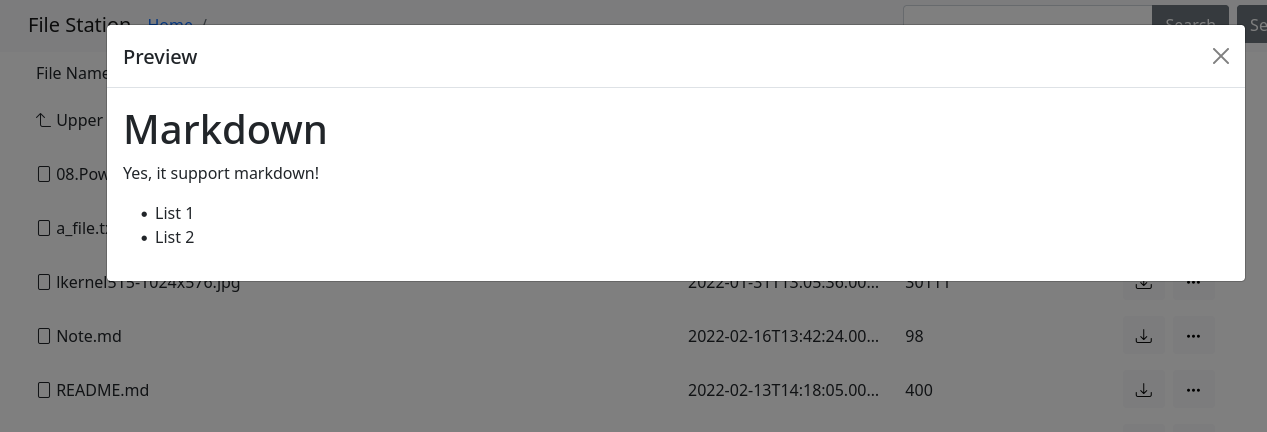 File Station Home /
Search Se
Preview
File Name
Markdown
Upper
Yes, it support markdown!
08.Pow
List 1
a_file.t
List 2
lkernel515-1024x576.jpg 2022-01-31T13:05:36.00... 30111
Note.md 2022-02-16T13:42:24.00... 98
README.md 2022-02-13T14:18:05.00... 400